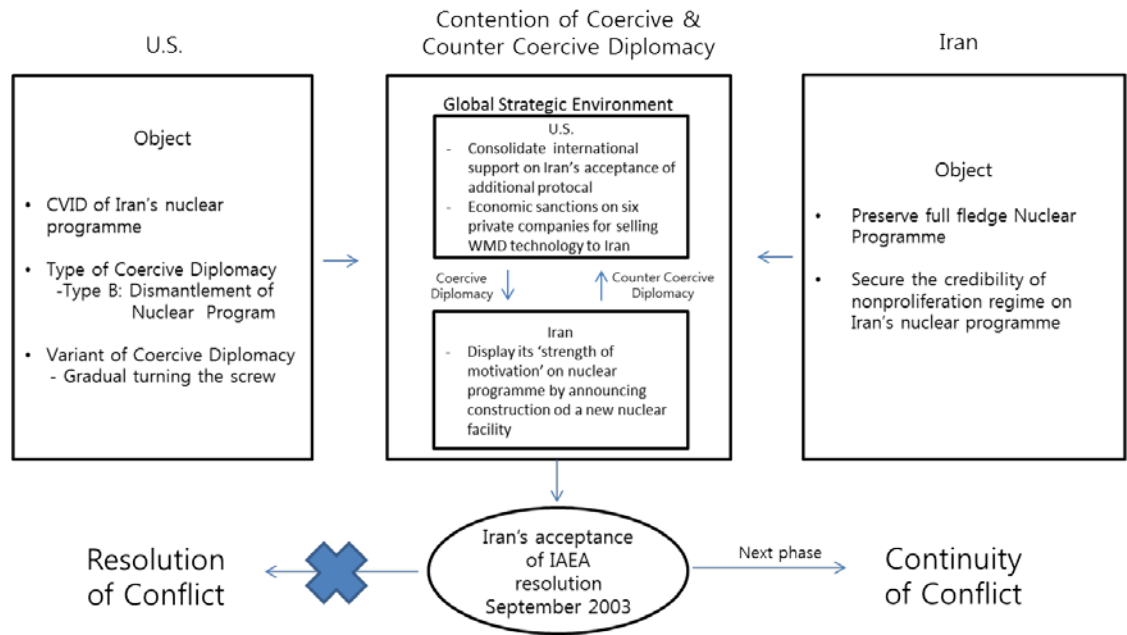 U.S.
Contention of Coercive &
Counter Coercive Diplomacy
Iran
Object
• CVID of Iran's nuclear
programme
• Type of Coercive Diplomacy
-Type B: Dismantlement of
Nuclear Program
• Variant of Coercive Diplomacy
- Gradual turning the screw
Global Strategic Environment
U.S.
- Consolidate international
support on Iran's acceptance of
additional protocal
- Economic sanctions on six
private companies for selling
WMD technology to Iran
Coercive
Diplomacy
Counter Coercive
Diplomacy
Iran
- Display its 'strength of
motivation' on nuclear
programme by announcing
construction od a new nuclear
facility
Object
• Preserve full fledge Nuclear
Programme
• Secure the credibility of
nonproliferation regime on
Iran's nuclear programme
Resolution
of Conflict
Iran's acceptance
of IAEA
resolution
September 2003
Next phase
Continuity
of Conflict